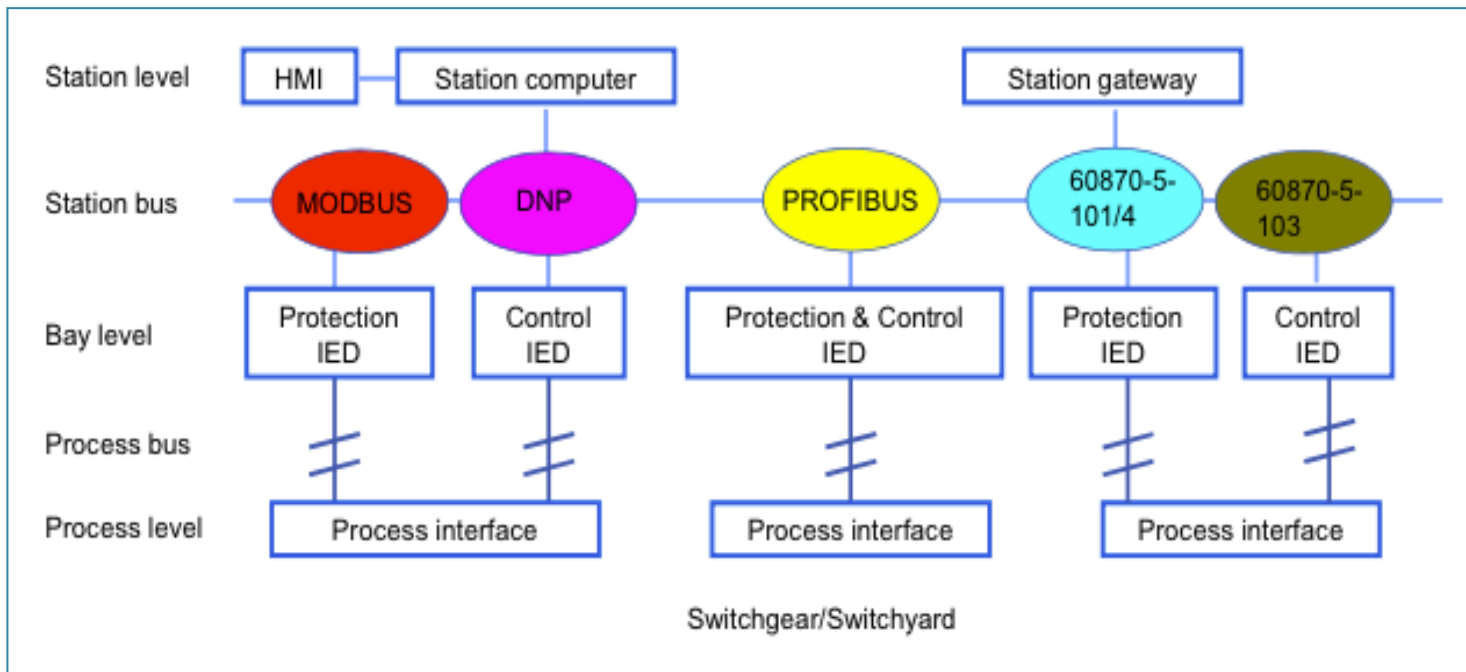 Station level
HMI
Station computer
Station gateway
Station bus
MODBUS
DNP
PROFIBUS
60870-5-
101/4
60870-5-
103
Bay level
Protection
IED
Control
IED
Protection & Control
IED
Protection
IED
Control
IED
Process bus
Process level
Process interface
Process interface
Process interface
Switchgear/Switchyard